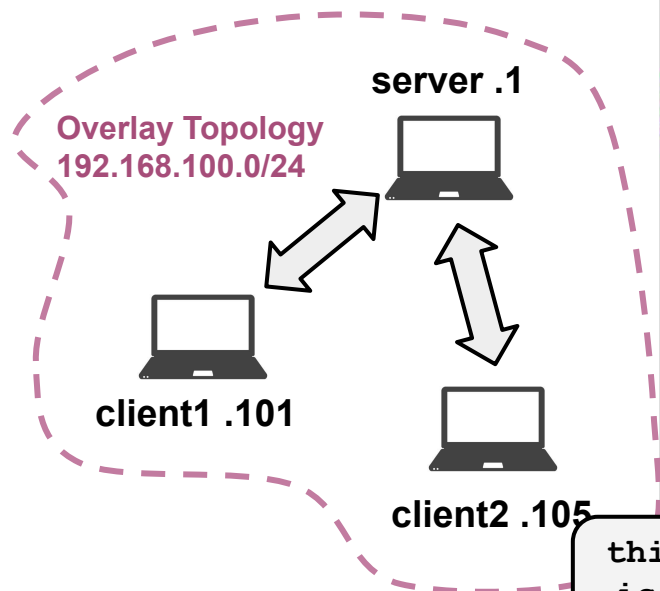 server .1
Overlay Topology
192.168.100.0/24
client1 .101
client2 .105